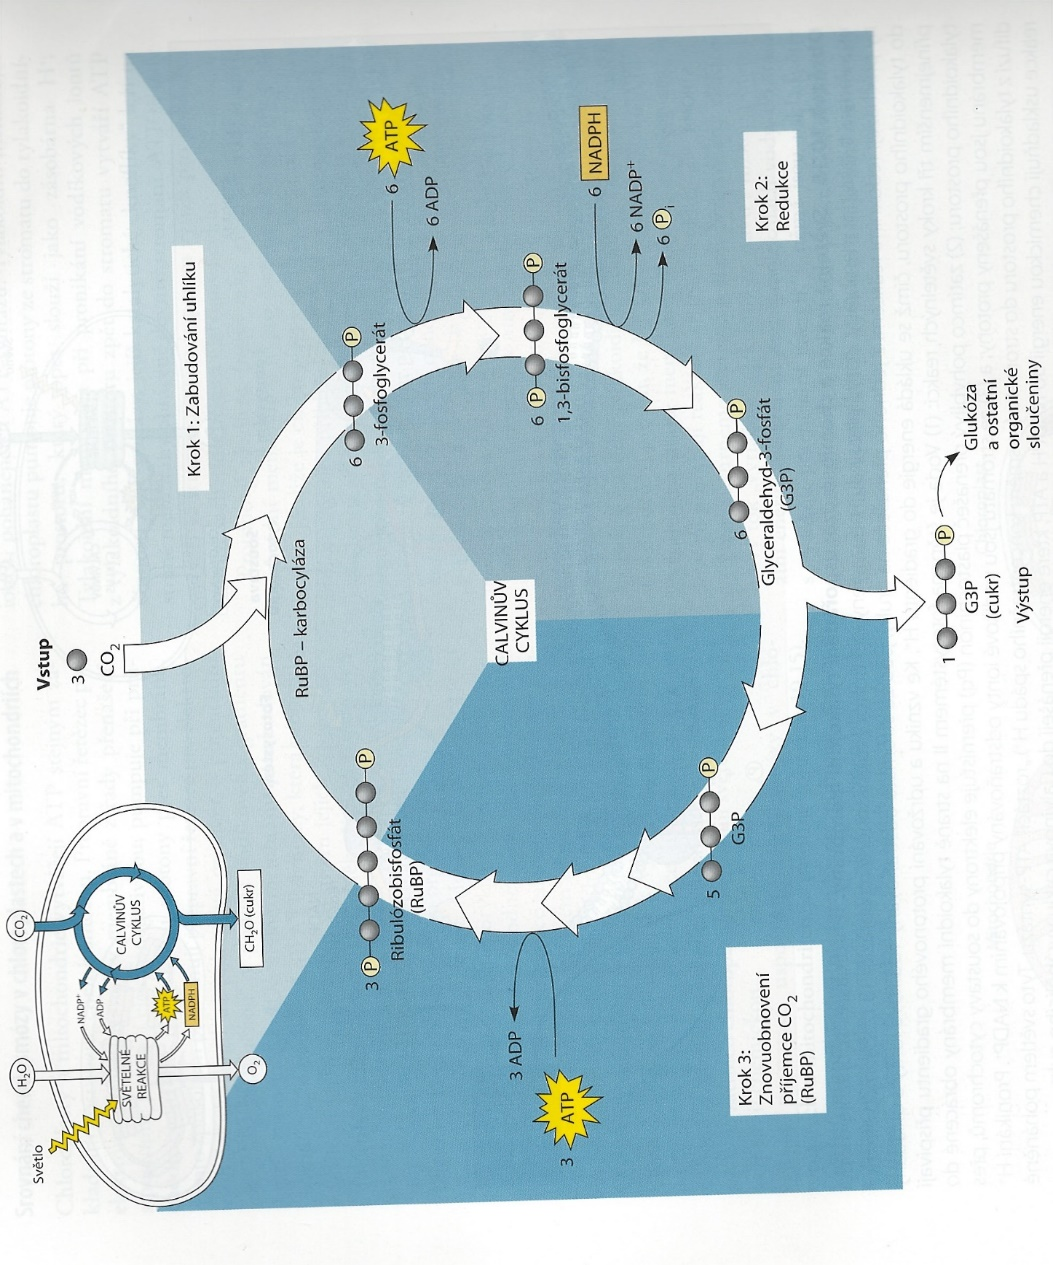 Světlo
H2O
CO2
SVĚTELNÉ
REAKCE
NADP+
ADP
ATP
NADPH
CALVINŮV
CYKLUS
O2
CH2O (cukr)
Vstup
3
CO2
Krok 1: Zabudování uhlíku
RuBP – karbocyláza
3 P P
Ribulózobisfosfát
(RuBP)
6 P
3-fosfoglycerát
6
ATP
6 ADP
CALVINŮV
CYKLUS
6 P P
1,3-bisfosfoglycerát
6 NADPH
6 NADP+
6 Pi
3 ADP
3
ATP
5 P
G3P
6 P
Glyceraldehyd-3-fosfát
(G3P)
Krok 2:
Redukce
Krok 3:
Znovuobnovení
příjemce CO2
(RuBP)
1 P
G3P
(cukr)
Výstup
Glukóza
a ostatní
organické
sloučeniny